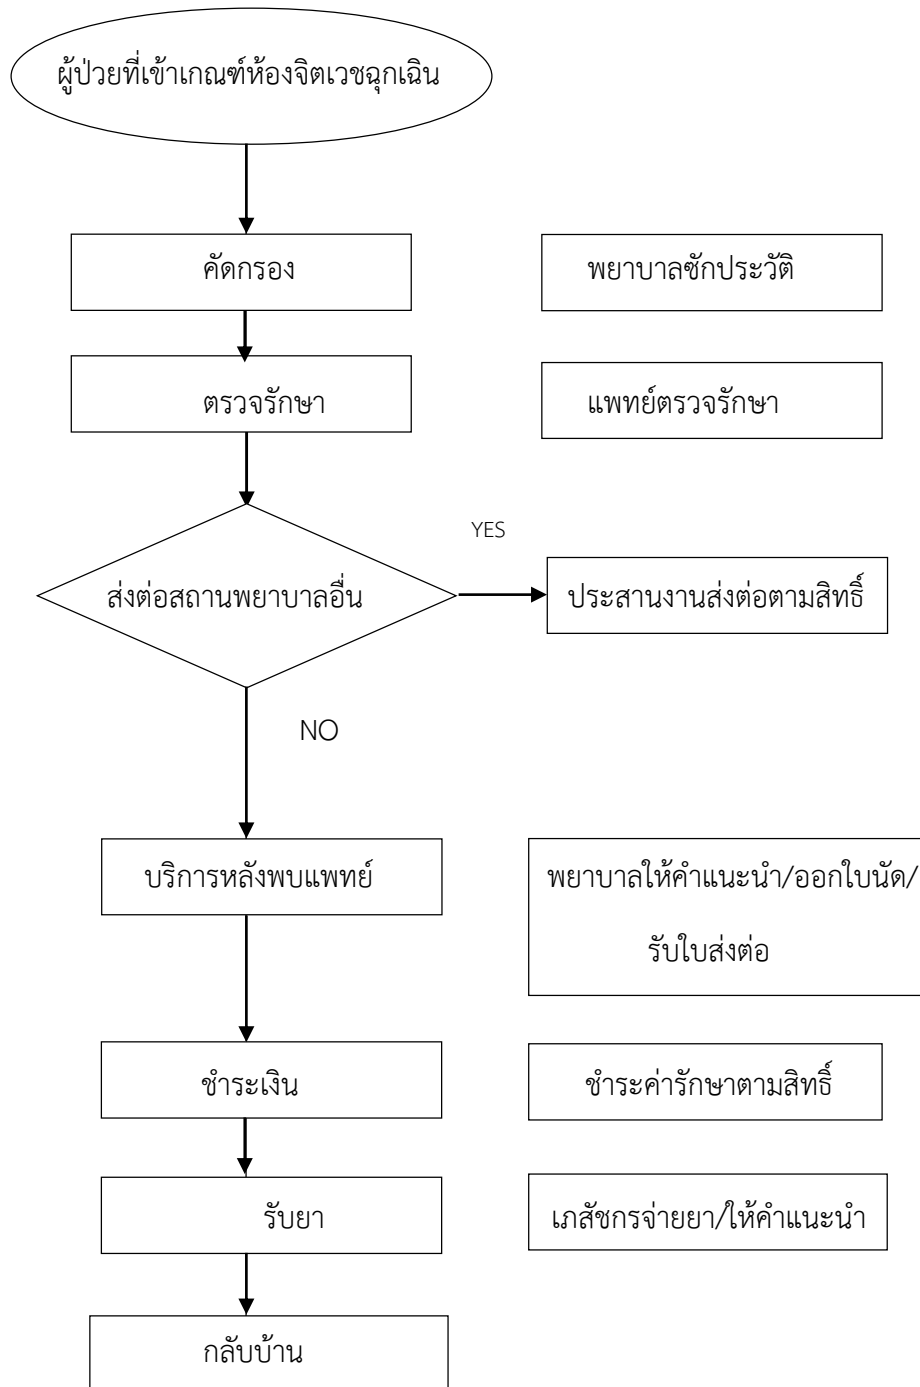 ผู้ป่วยที่เข้าเกณฑ์ห้องจิตเวชฉุกเฉิน
คัดกรอง
พยาบาลซักประวัติ
ตรวจรักษา
แพทย์ตรวจรักษา
YES
ส่งต่อสถานพยาบาลอื่น
ประสานงานส่งต่อตามสิทธิ์
NO
บริการหลังพบแพทย์
พยาบาลให้คำแนะนำ/ออกใบนัด/
รับใบส่งต่อ
ชำระเงิน
ชำระค่ารักษาตามสิทธิ์
รับยา
เภสัชกรจ่ายยา/ให้คำแนะนำ
กลับบ้าน